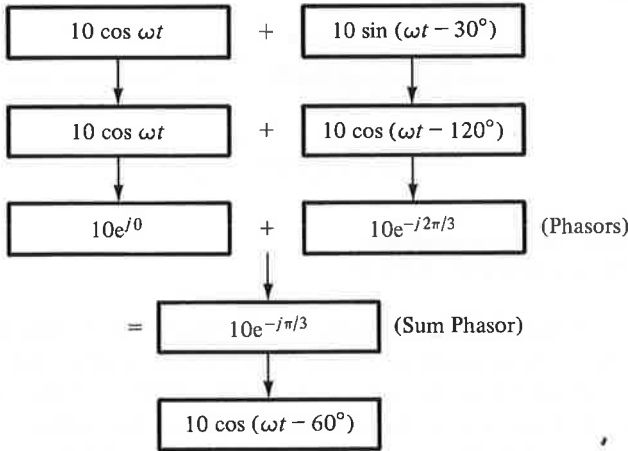 10 cos ωt + 10 sin (ωt − 30°)
10 cos ωt + 10 cos (ωt − 120°)
10e^{j0} + 10e^{−j2π/3} (Phasors)
= 10e^{−jπ/3} (Sum Phasor)
10 cos (ωt − 60°)